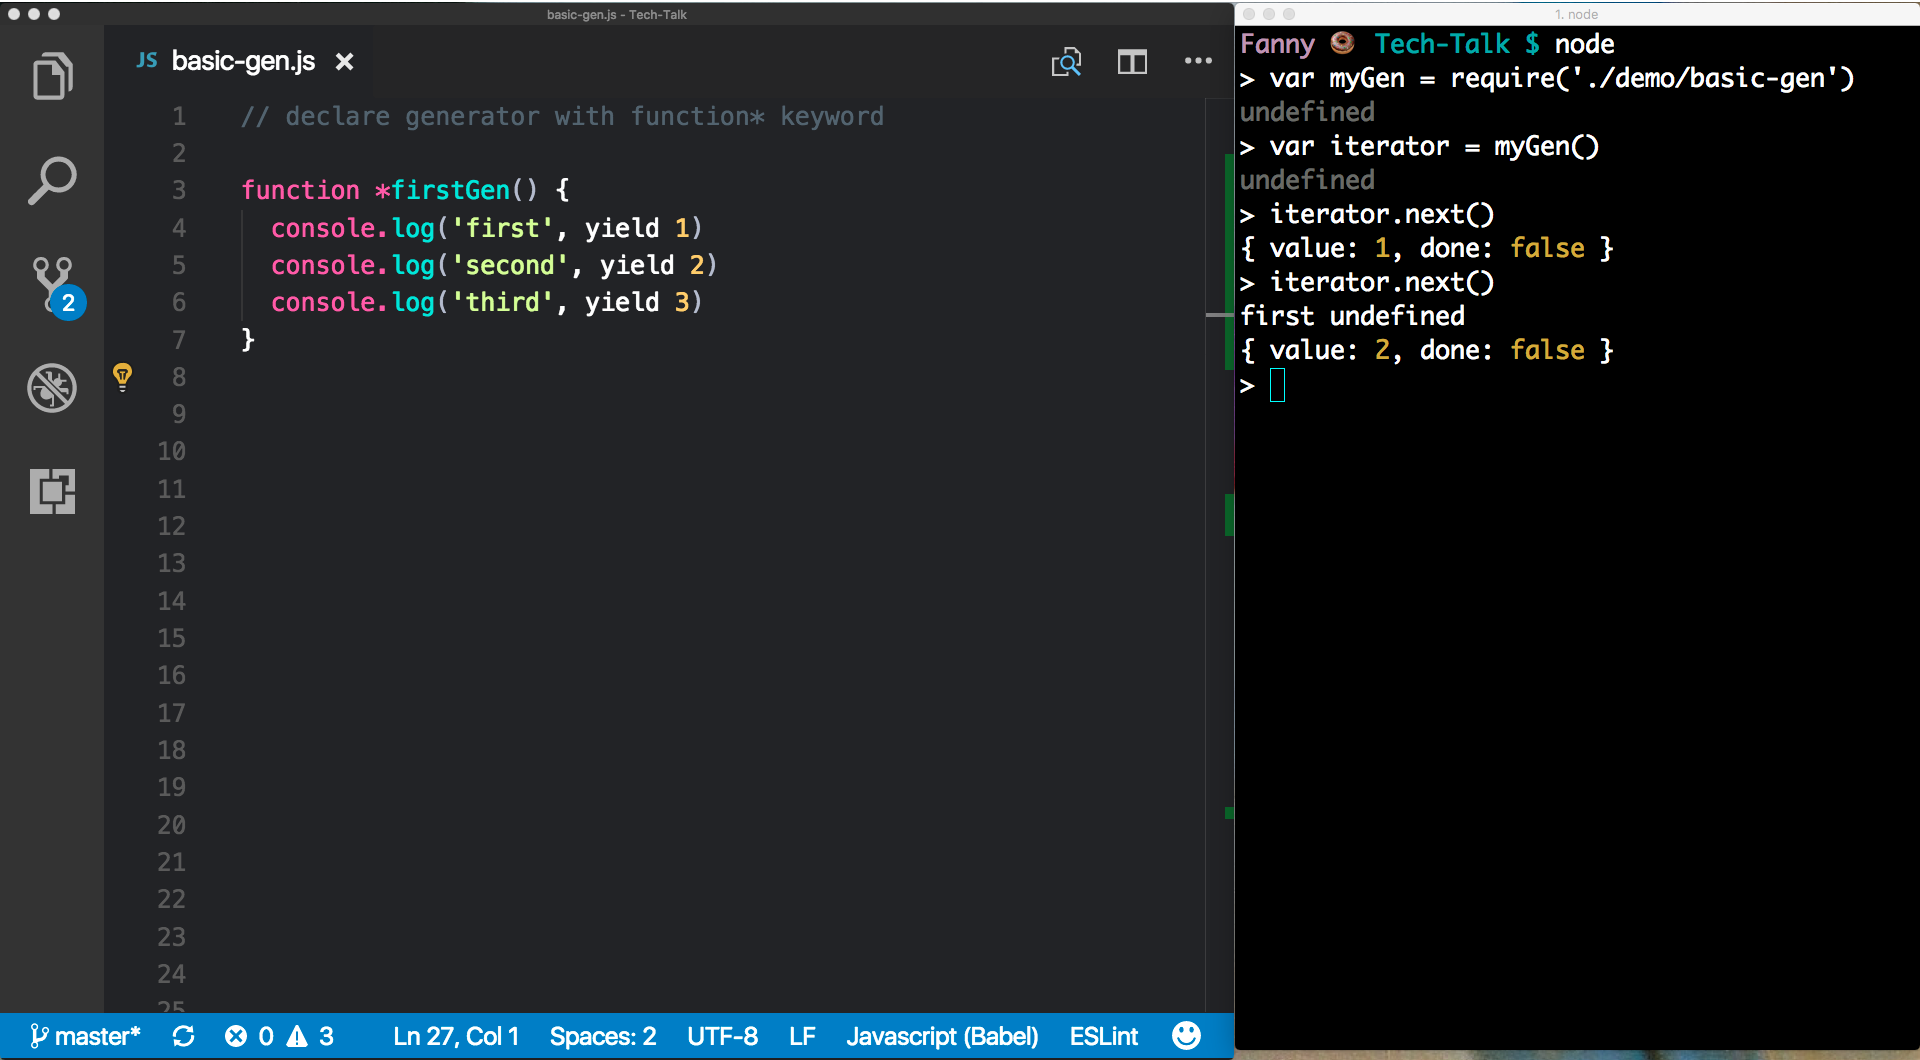 basic-gen.js - Tech-Talk
JS basic-gen.js
1 // declare generator with function* keyword
2
3 function *firstGen() {
4 console.log('first', yield 1)
5 console.log('second', yield 2)
6 console.log('third', yield 3)
7 }
8
9
10
11
12
13
14
15
16
17
18
19
20
21
22
23
24
25
2
master* 0 3 Ln 27, Col 1 Spaces: 2 UTF-8 LF Javascript (Babel) ESLint
1. node
Fanny 🍩 Tech-Talk $ node
> var myGen = require('./demo/basic-gen')
undefined
> var iterator = myGen()
undefined
> iterator.next()
{ value: 1, done: false }
> iterator.next()
first undefined
{ value: 2, done: false }
>